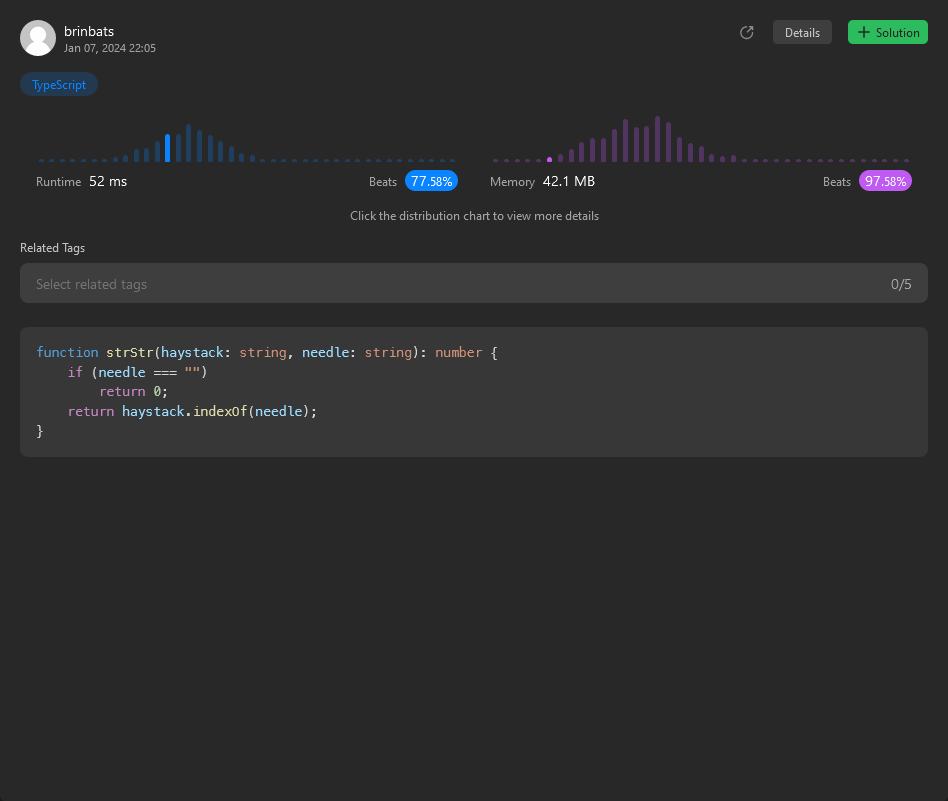 brinbats
Jan 07, 2024 22:05
Details
Solution
TypeScript
Runtime 52 ms Beats 77.58%
Memory 42.1 MB Beats 97.58%
Click the distribution chart to view more details
Related Tags
Select related tags 0/5
function strStr(haystack: string, needle: string): number {
    if (needle === "")
        return 0;
    return haystack.indexOf(needle);
}